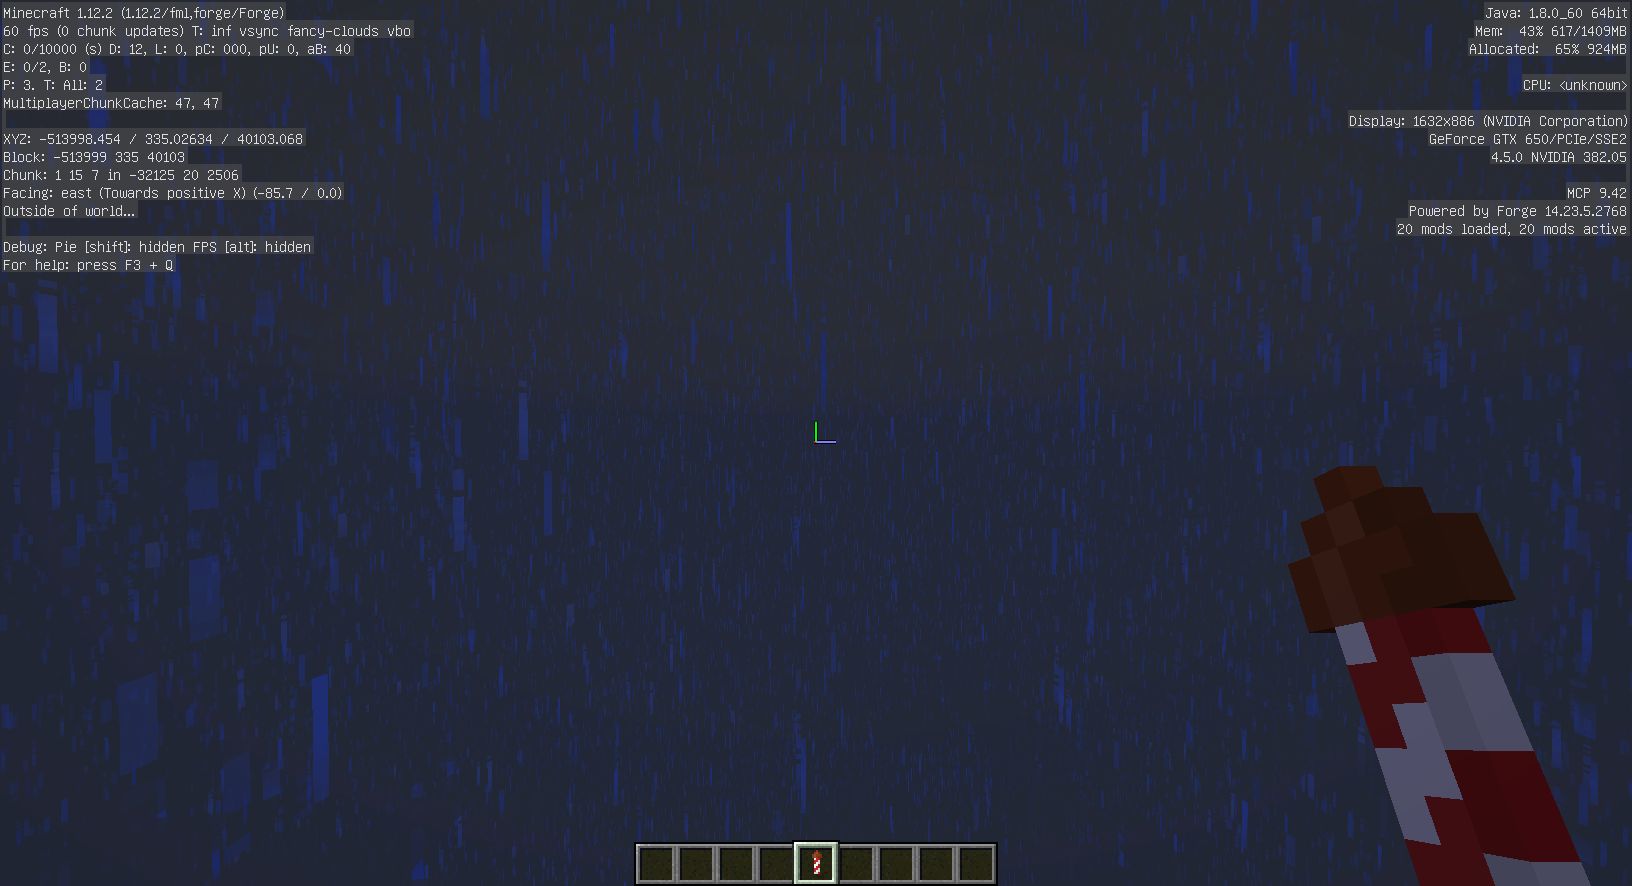 Minecraft 1.12.2 (1.12.2/fml,forge/Forge)
60 fps (0 chunk updates) T: inf vsync fancy-clouds vbo
C: 0/10000 (s) D: 12, L: 0, pC: 000, pU: 0, aB: 40
E: 0/2, B: 0
P: 3. T: All: 2
MultiplayerChunkCache: 47, 47
XYZ: -513998.454 / 335.02634 / 40103.068
Block: -513999 335 40103
Chunk: 1 15 7 in -32125 20 2506
Facing: east (Towards positive X) (-85.7 / 0.0)
Outside of world...
Debug: Pie [shift]: hidden FPS [alt]: hidden
For help: press F3 + Q
Java: 1.8.0_60 64bit
Mem: 43% 617/1409MB
Allocated: 65% 924MB
CPU: <unknown>
Display: 1632x886 (NVIDIA Corporation)
GeForce GTX 650/PCIe/SSE2
4.5.0 NVIDIA 382.05
MCP 9.42
Powered by Forge 14.23.5.2768
20 mods loaded, 20 mods active